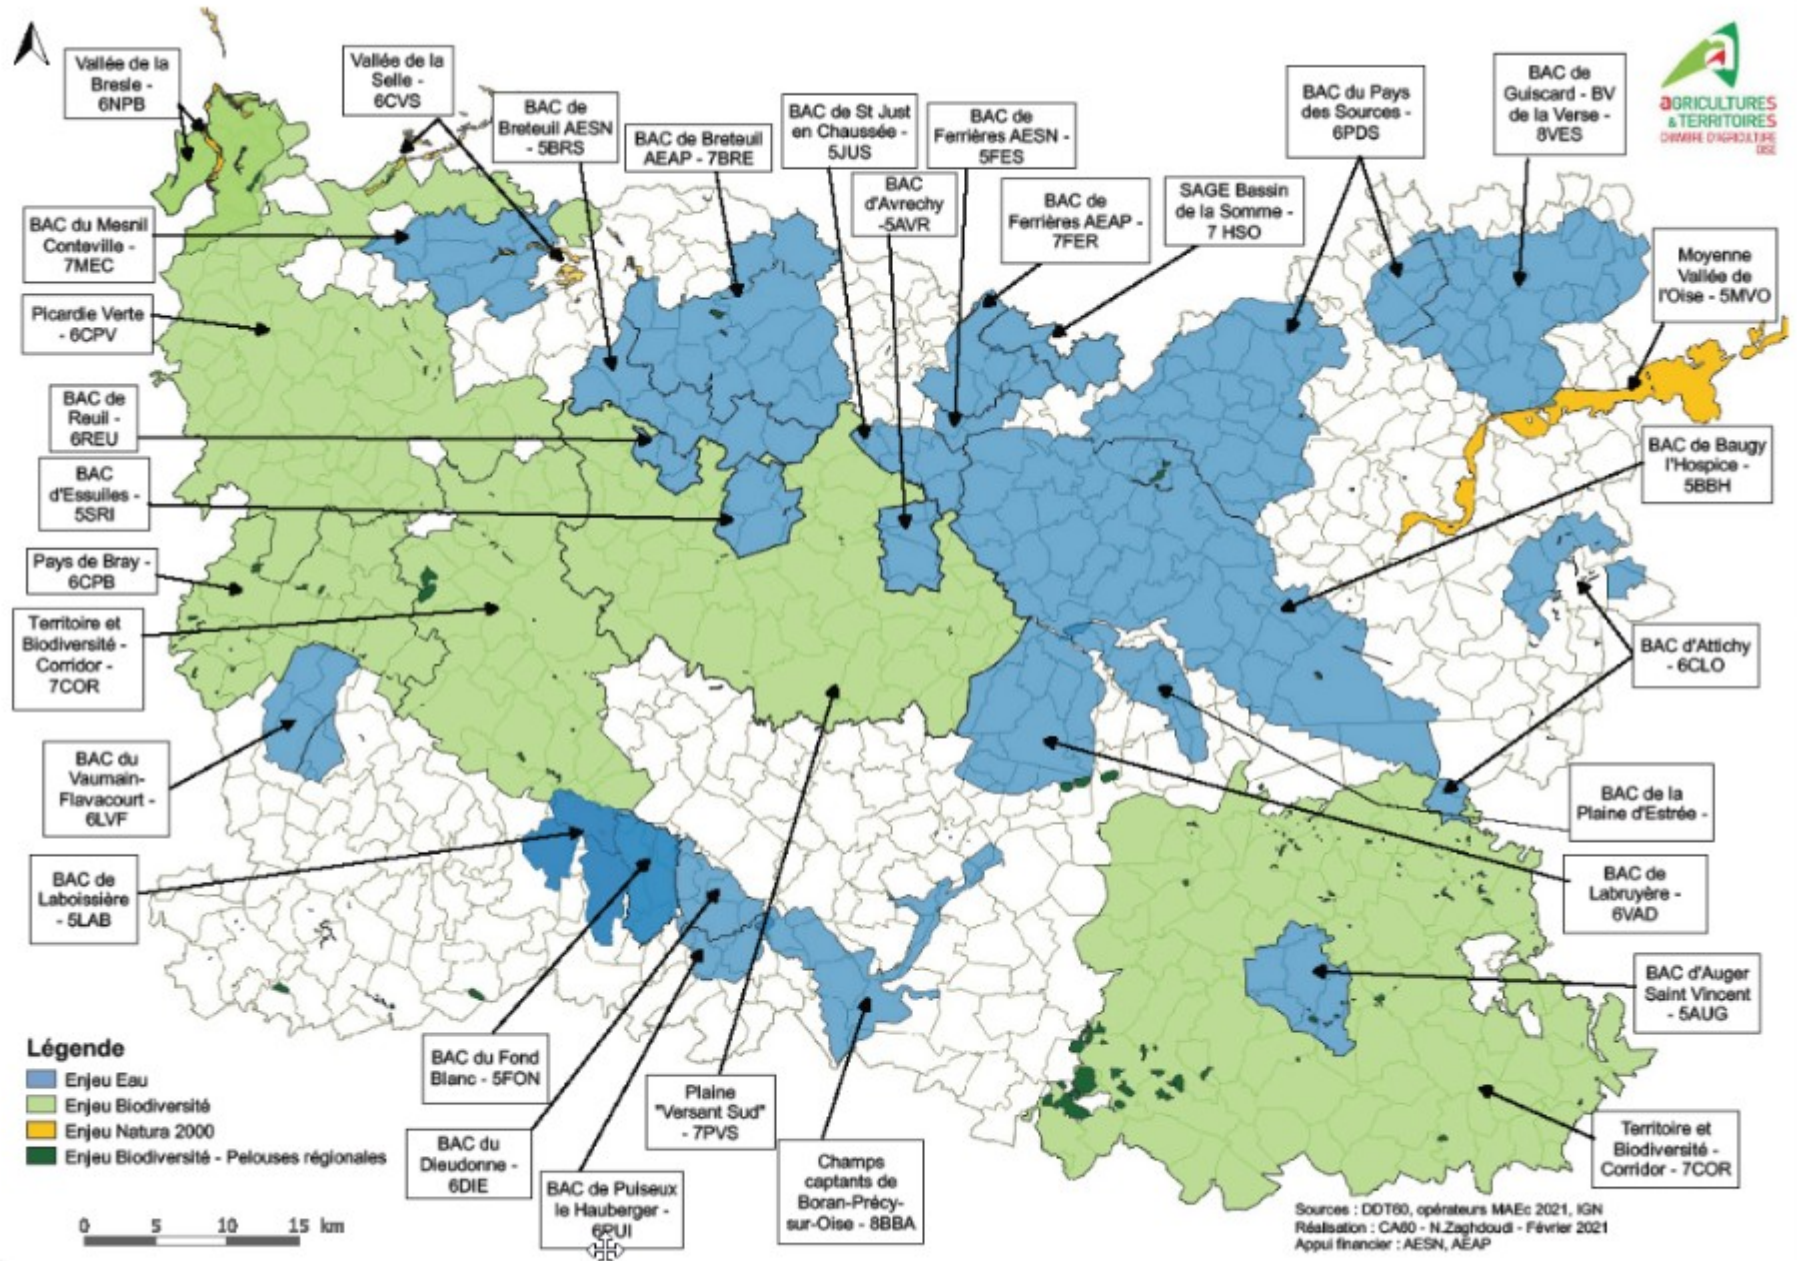 Vallée de la
Bresle -
6NPB
Vallée de la
Selle -
6CVS
BAC de
Breteuil AESN
- 5BRS
BAC de Breteuil
AEAP - 7BRE
BAC de St Just
en Chaussée -
5JUS
BAC
d'Avrechy
-5AVR
BAC de
Ferrières AESN -
5FES
BAC de
Ferrières AEAP -
7FER
SAGE Bassin
de la Somme -
7 HSO
BAC du Pays
des Sources -
6PDS
BAC de
Guiscard - BV
de la Verse -
8VES
AGRICULTURES
& TERRITOIRES
CHAMBRE D'AGRICULTURE
OISE
BAC du Mesnil
Conteville -
7MEC
Moyenne
Vallée de
l'Oise - 5MVO
Picardie Verte
- 6CPV
BAC de
Reuil -
6REU
BAC de Baugy
l'Hospice -
5BBH
BAC
d'Essuiles -
5SRI
Pays de Bray -
6CPB
Territoire et
Biodiversité -
Corridor -
7COR
BAC d'Attichy
- 6CLO
BAC du
Vaumain-
Flavacourt -
6LVF
BAC de la
Plaine d'Estrée -
BAC de
Laboissière
- 5LAB
BAC de
Labruyère -
6VAD
BAC d'Auger
Saint Vincent
- 5AUG
BAC du Fond
Blanc - 5FON
Plaine
"Versant Sud"
- 7PVS
BAC du
Dieudonne -
6DIE
BAC de Puiseux
le Hauberger -
6PUI
Champs
captants de
Boran-Précy-
sur-Oise - 8BBA
Territoire et
Biodiversité -
Corridor - 7COR
Légende
Enjeu Eau
Enjeu Biodiversité
Enjeu Natura 2000
Enjeu Biodiversité - Pelouses régionales
0 5 10 15 km
Sources : DDT60, opérateurs MAEc 2021, IGN
Réalisation : CA60 - N.Zaghdoudi - Février 2021
Appui financier : AESN, AEAP